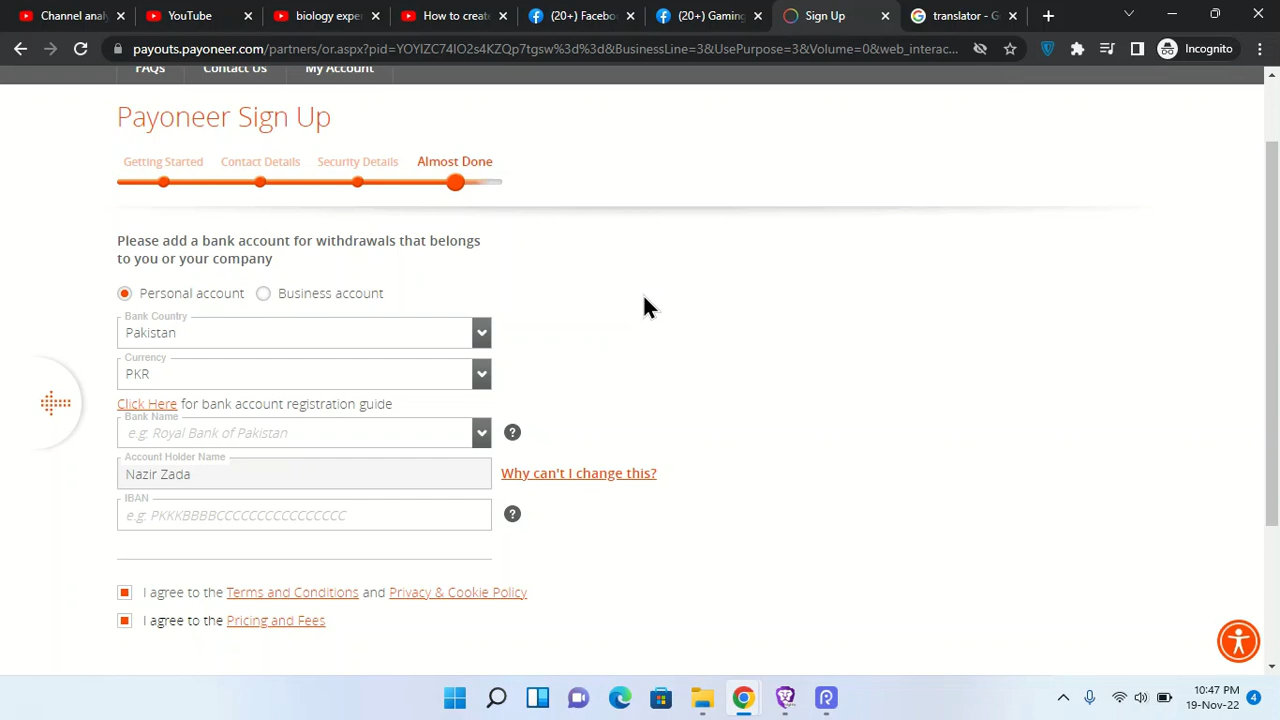 Channel analy
YouTube
biology expe
How to create
(20+) Faceboo
(20+) Gaming
Sign Up
translator - G
payouts.payoneer.com/partners/or.aspx?pid=YOYIZC74IO2s4KZQp7tgsw%3d%3d&BusinessLine=3&UsePurpose=3&Volume=0&web_interac...
Incognito
FAQs
Contact Us
My Account
Payoneer Sign Up
Getting Started
Contact Details
Security Details
Almost Done
Please add a bank account for withdrawals that belongs
to you or your company
Personal account
Business account
Bank Country
Pakistan
Currency
PKR
Click Here for bank account registration guide
Bank Name
e.g: Royal Bank of Pakistan
Account Holder Name
Nazir Zada
Why can't I change this?
IBAN
e.g: PKKKBBBBCCCCCCCCCCCCCCCC
I agree to the Terms and Conditions and Privacy & Cookie Policy
I agree to the Pricing and Fees
10:47 PM
19-Nov-22
4